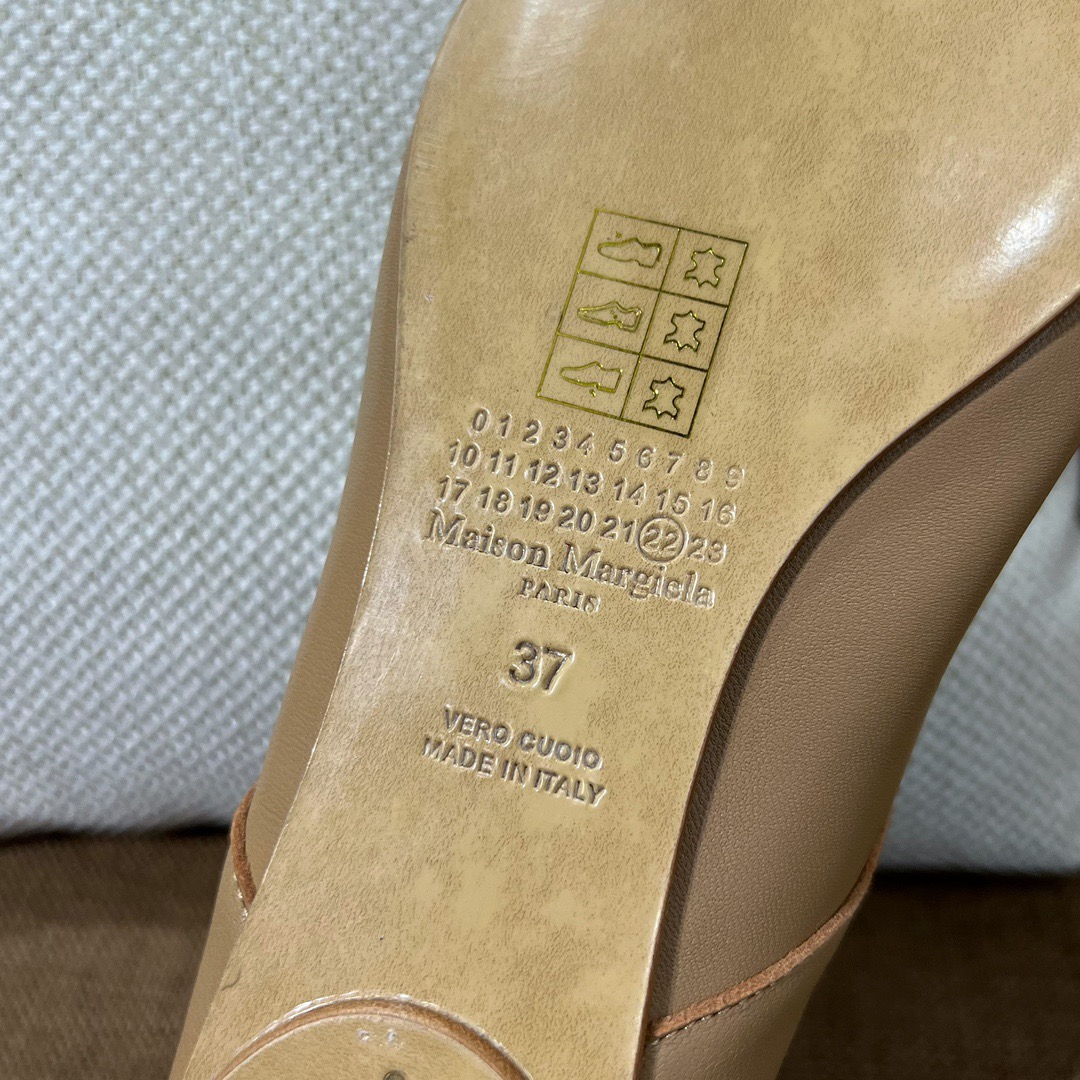 0 1 2 3 4 5 6 7 8 9
10 11 12 13 14 15 16
17 18 19 20 21 22 23
Maison Margiela
PARIS
37
VERO CUOIO
MADE IN ITALY